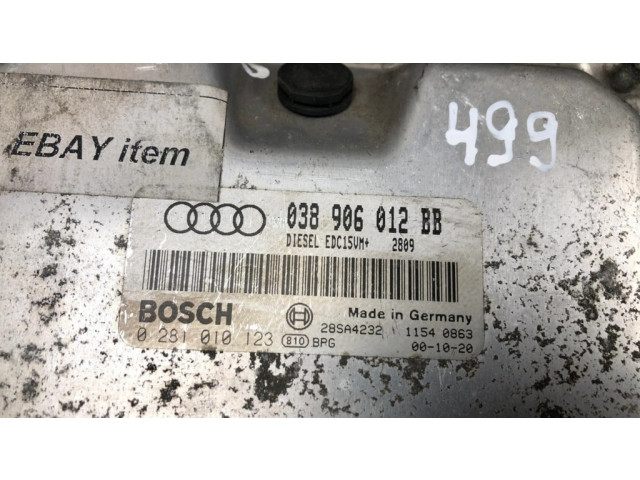 EBAY item
499
038 906 012 BB
DIESEL EDC15VM+ 2809
BOSCH
Made in Germany
28SA4232 1154 0863
0 281 010 123 810 BRG 00-10-20